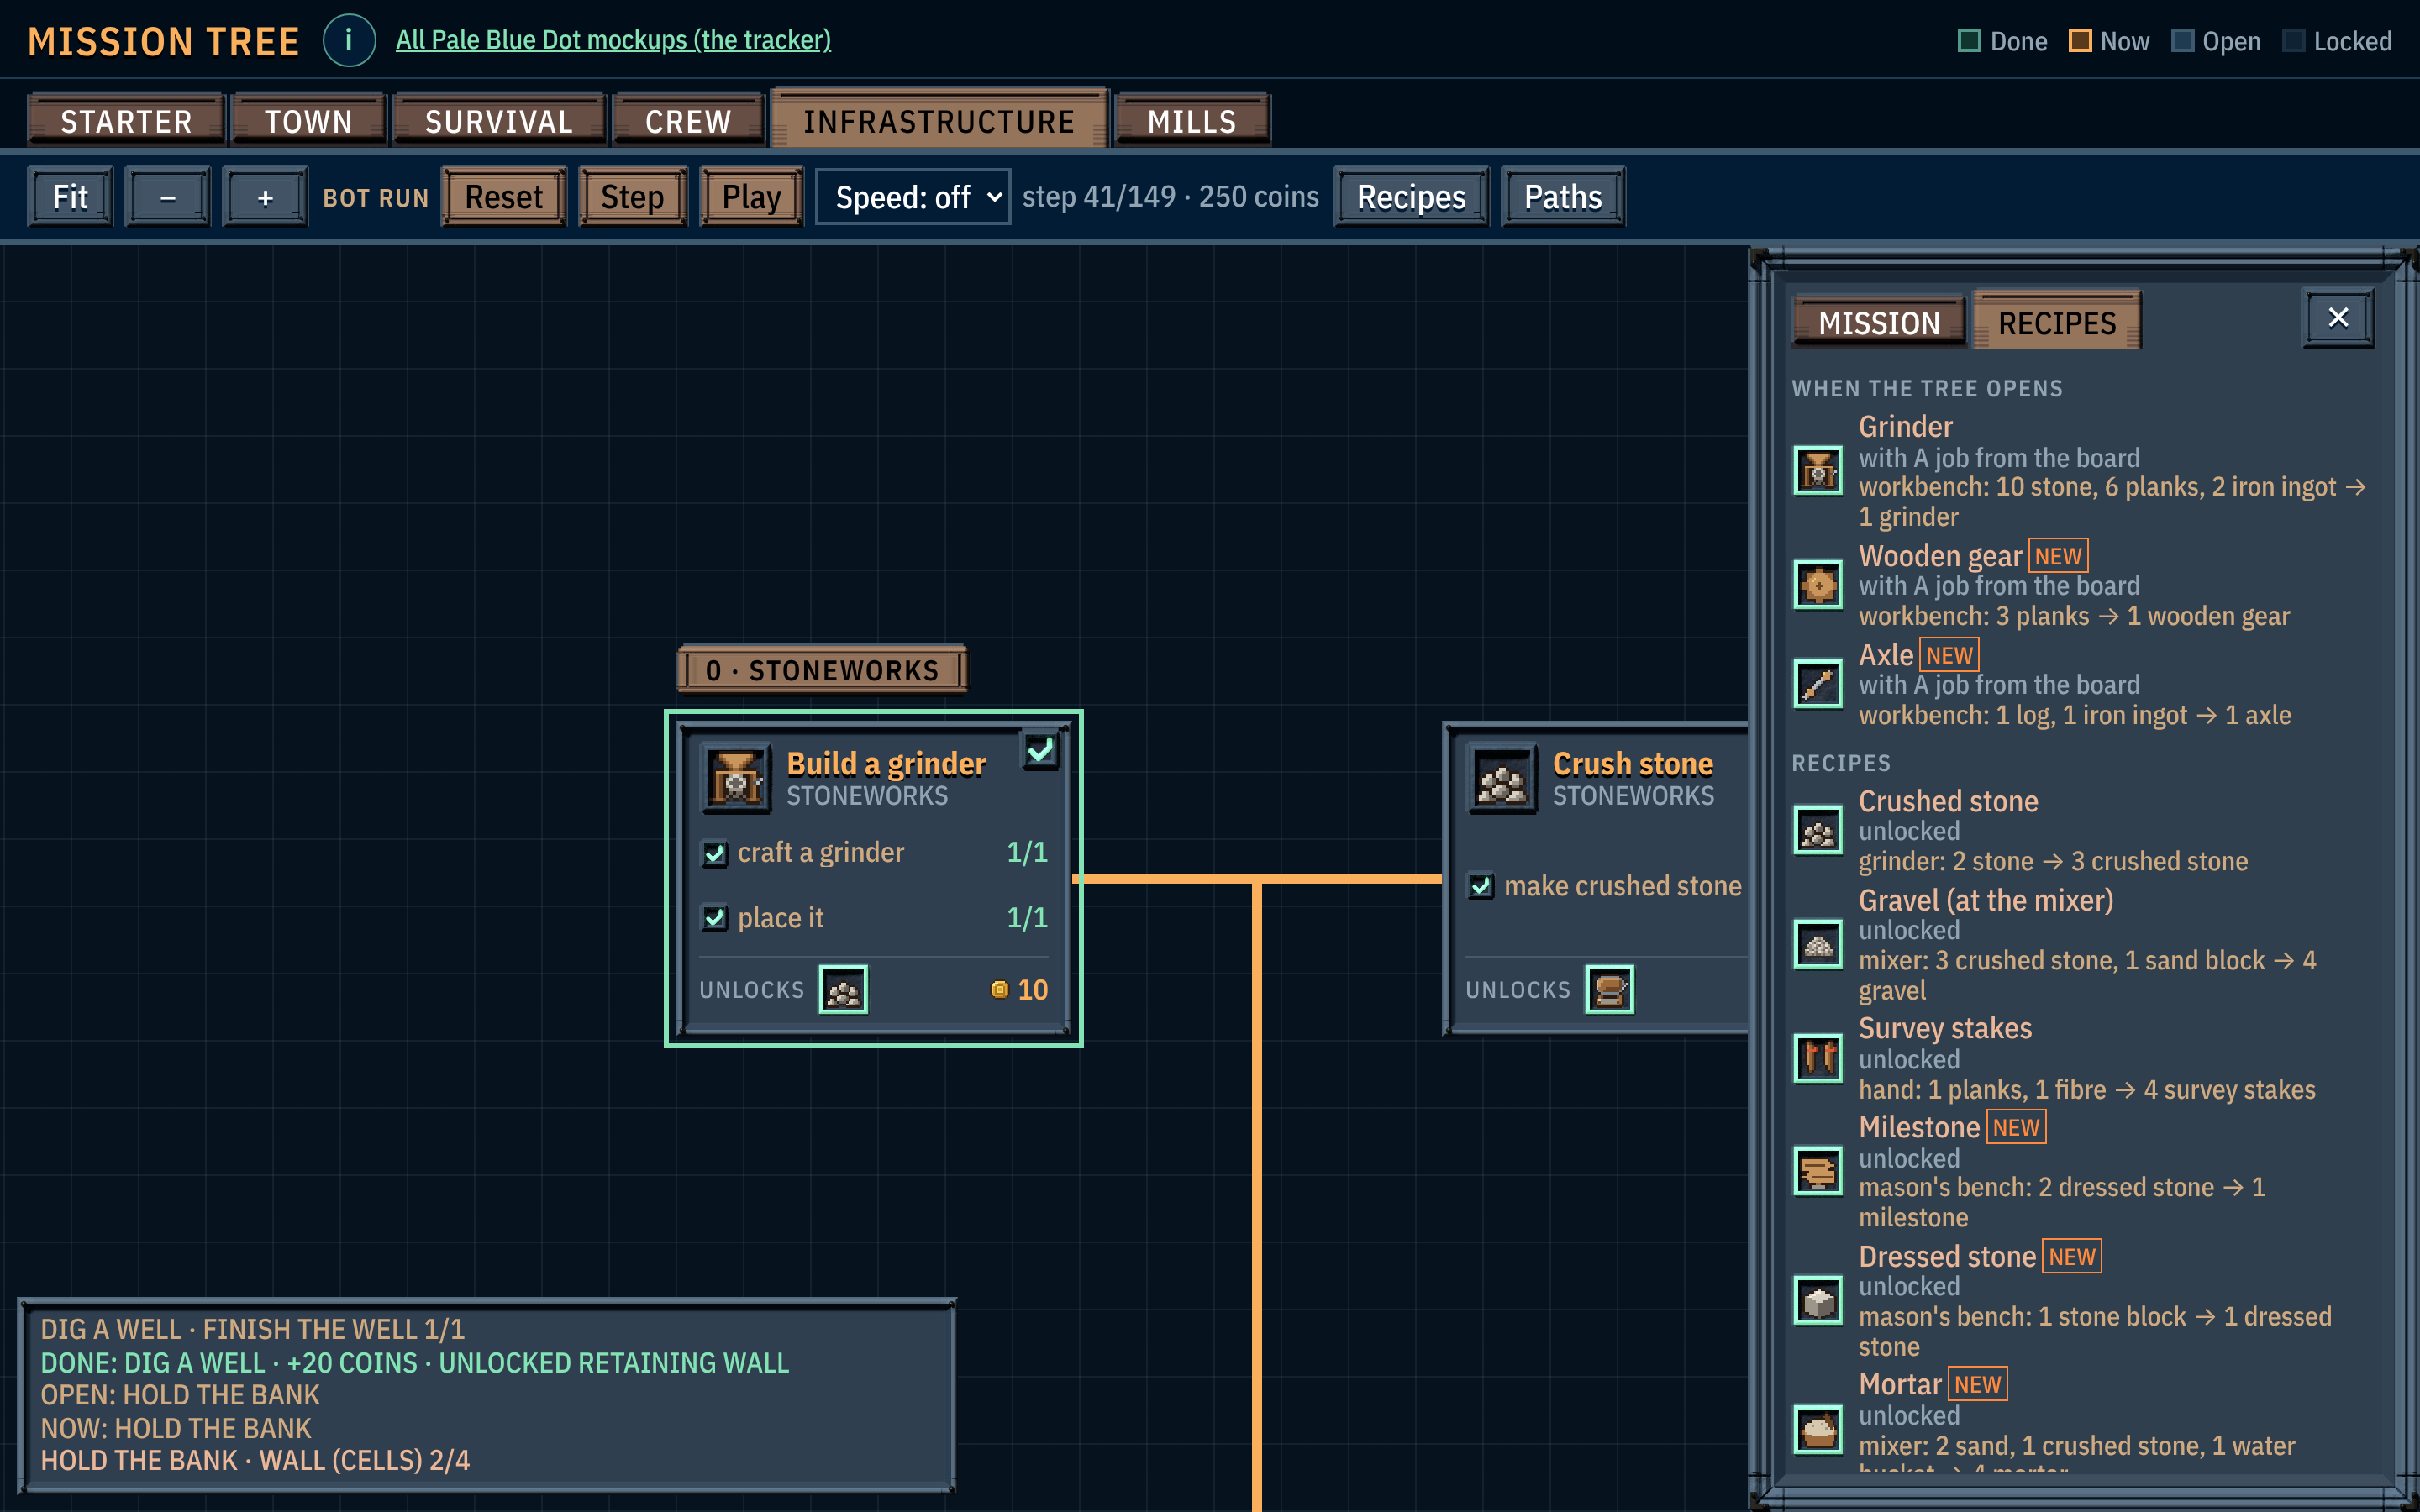 MISSION TREE
i
All Pale Blue Dot mockups (the tracker)
Done
Now
Open
Locked
STARTER
TOWN
SURVIVAL
CREW
INFRASTRUCTURE
MILLS
Fit
−
+
BOT RUN
Reset
Step
Play
Speed: off
step 41/149 · 250 coins
Recipes
Paths
0 · STONEWORKS
Build a grinder
STONEWORKS
craft a grinder 1/1
place it 1/1
UNLOCKS 10
Crush stone
STONEWORKS
make crushed stone
UNLOCKS
DIG A WELL · FINISH THE WELL 1/1
DONE: DIG A WELL · +20 COINS · UNLOCKED RETAINING WALL
OPEN: HOLD THE BANK
NOW: HOLD THE BANK
HOLD THE BANK · WALL (CELLS) 2/4
MISSION
RECIPES
✕
WHEN THE TREE OPENS
Grinder
with A job from the board
workbench: 10 stone, 6 planks, 2 iron ingot →
1 grinder
Wooden gear NEW
with A job from the board
workbench: 3 planks → 1 wooden gear
Axle NEW
with A job from the board
workbench: 1 log, 1 iron ingot → 1 axle
RECIPES
Crushed stone
unlocked
grinder: 2 stone → 3 crushed stone
Gravel (at the mixer)
unlocked
mixer: 3 crushed stone, 1 sand block → 4
gravel
Survey stakes
unlocked
hand: 1 planks, 1 fibre → 4 survey stakes
Milestone NEW
unlocked
mason's bench: 2 dressed stone → 1
milestone
Dressed stone NEW
unlocked
mason's bench: 1 stone block → 1 dressed
stone
Mortar NEW
unlocked
mixer: 2 sand, 1 crushed stone, 1 water
bucket → 4 mortar